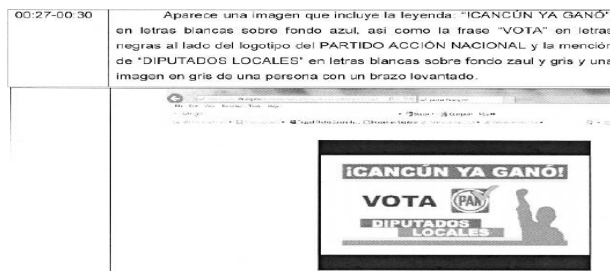 00:27-00:30
Aparece una imagen que incluye la leyenda: "!CANCÚN YA GANÓ"
en letras blancas sobre fondo azul, así como la frase "VOTA" en letras
negras al lado del logotipo del PARTIDO ACCIÓN NACIONAL y la mención
de "DIPUTADOS LOCALES" en letras blancas sobre fondo zaul y gris y una
imagen en gris de una persona con un brazo levantado.
¡CANCÚN YA GANÓ!
VOTA PAN
DIPUTADOS
LOCALES